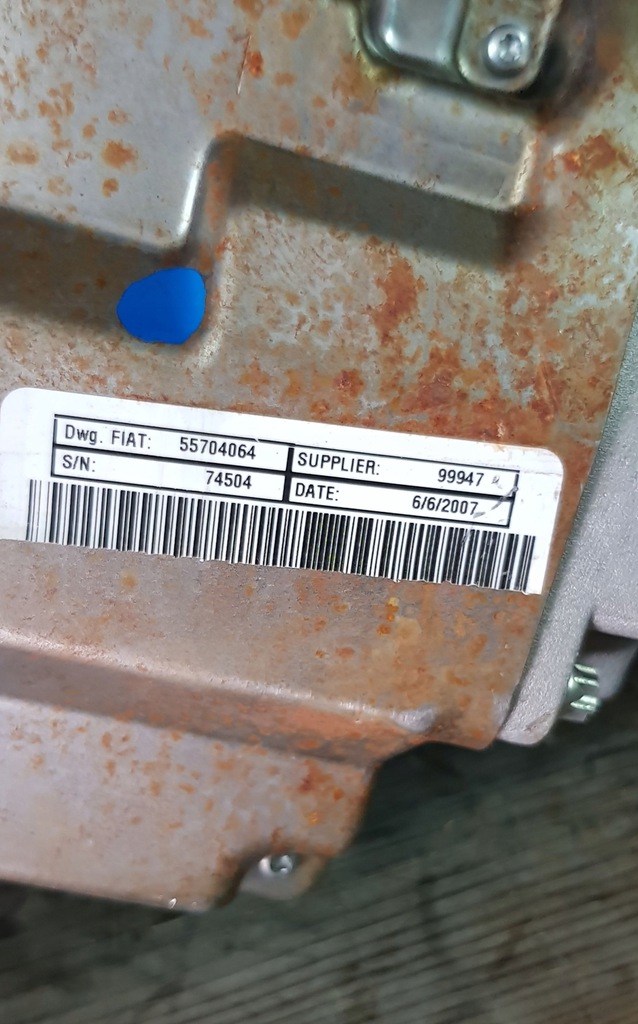 Dwg. FIAT: 55704064 SUPPLIER: 99947
S/N: 74504 DATE: 6/6/2007